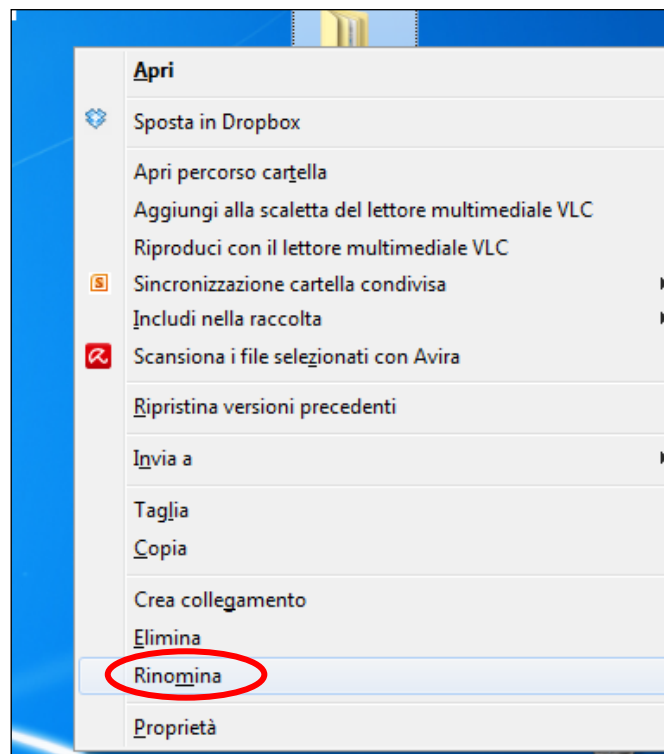 Apri
Sposta in Dropbox
Apri percorso cartella
Aggiungi alla scaletta del lettore multimediale VLC
Riproduci con il lettore multimediale VLC
Sincronizzazione cartella condivisa
Includi nella raccolta
Scansiona i file selezionati con Avira
Ripristina versioni precedenti
Invia a
Taglia
Copia
Crea collegamento
Elimina
Rinomina
Proprietà